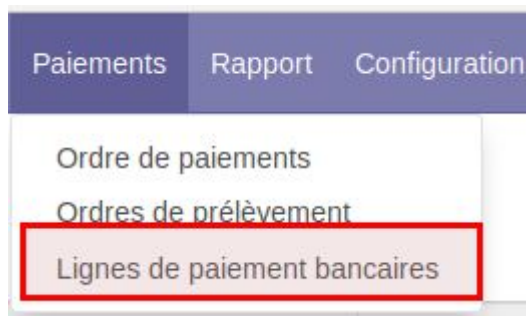 Paiements Rapport Configuration
Ordre de paiements
Ordres de prélèvement
Lignes de paiement bancaires